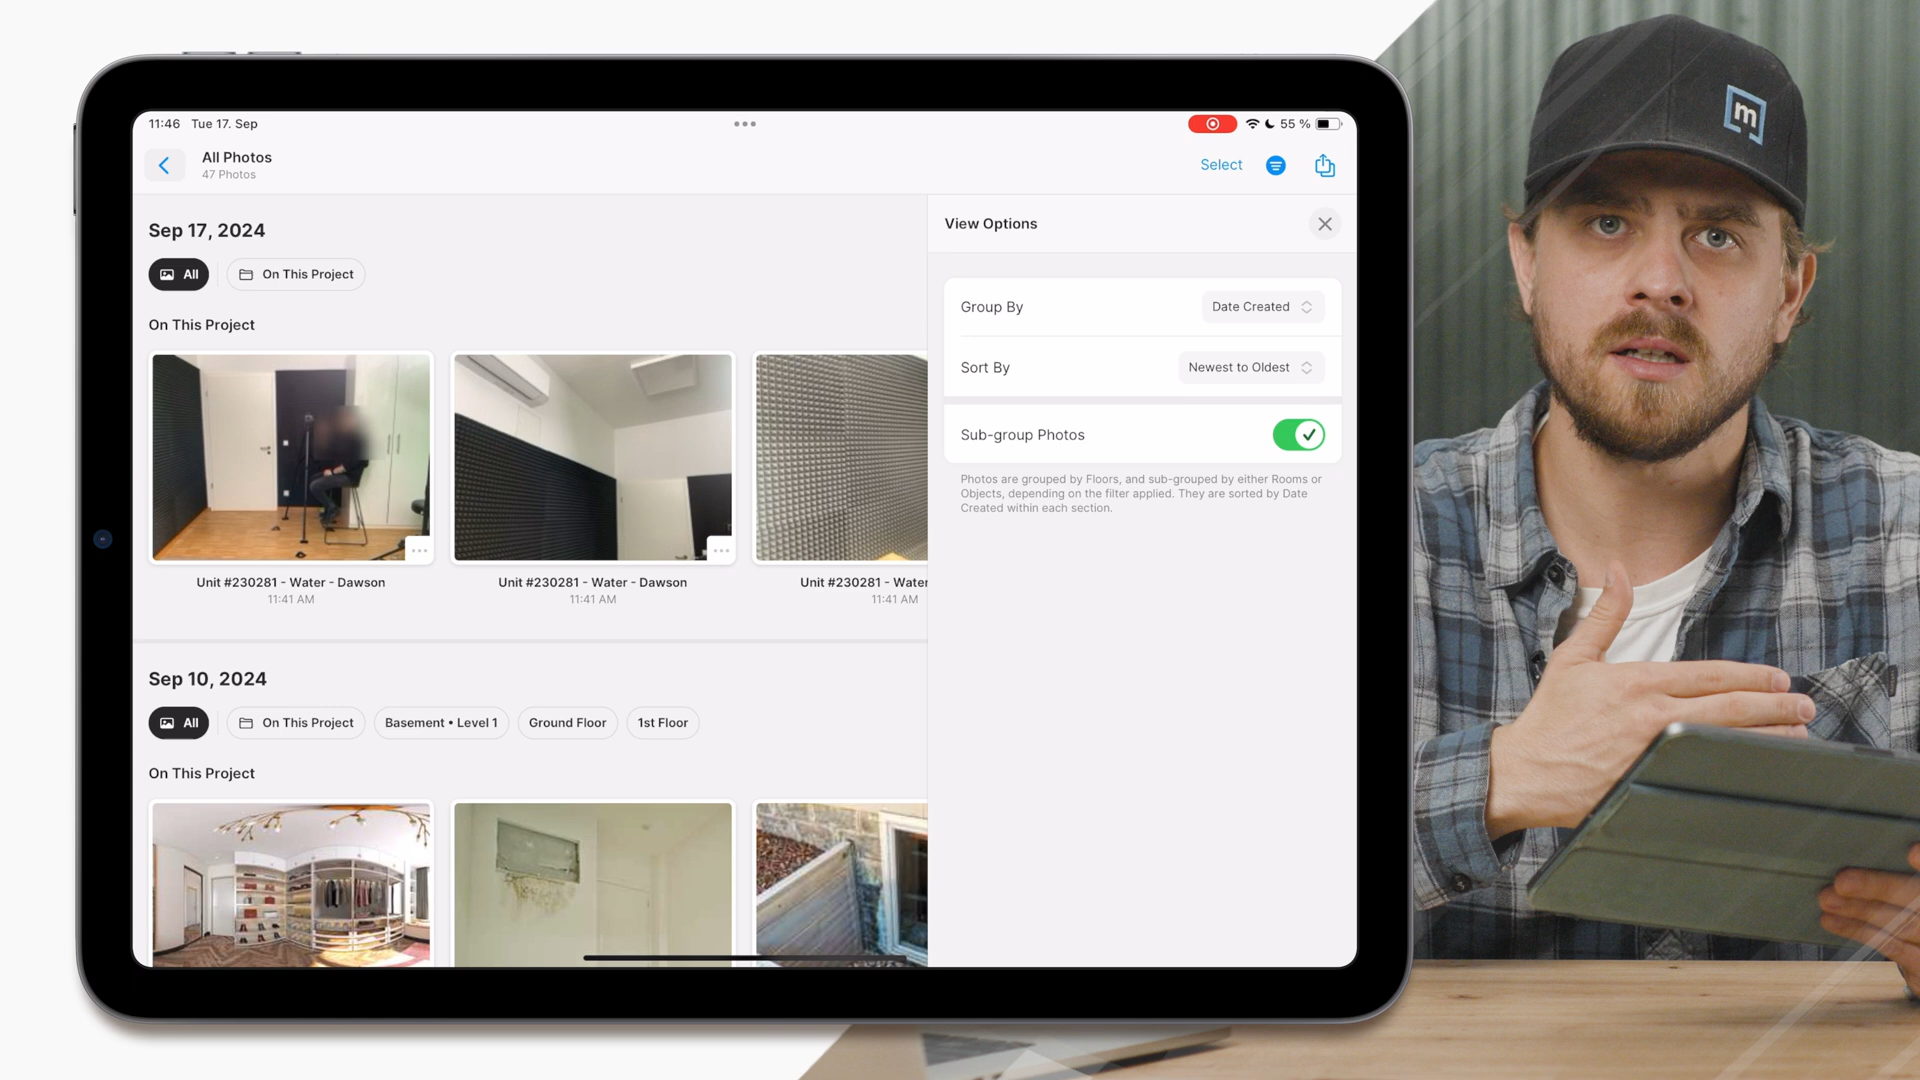 11:46 Tue 17. Sep
55 %
All Photos
47 Photos
Select
Sep 17, 2024
All
On This Project
On This Project
Unit #230281 - Water - Dawson
11:41 AM
Unit #230281 - Water - Dawson
11:41 AM
Unit #230281 - Water
11:41 AM
Sep 10, 2024
All
On This Project
Basement • Level 1
Ground Floor
1st Floor
On This Project
View Options
Group By
Date Created
Sort By
Newest to Oldest
Sub-group Photos
Photos are grouped by Floors, and sub-grouped by either Rooms or
Objects, depending on the filter applied. They are sorted by Date
Created within each section.
m